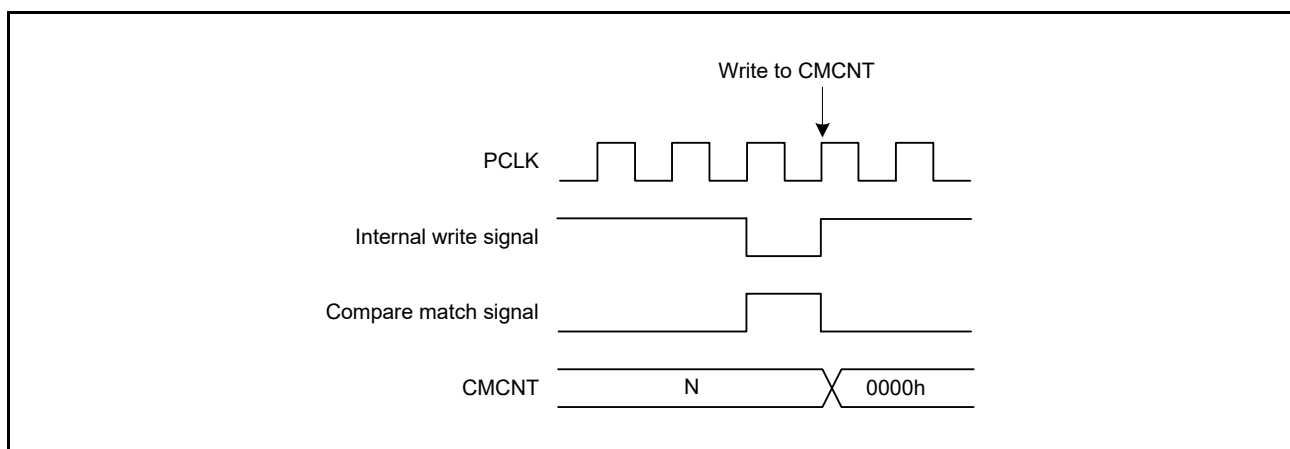 Write to CMCNT
PCLK
Internal write signal
Compare match signal
CMCNT
N
0000h